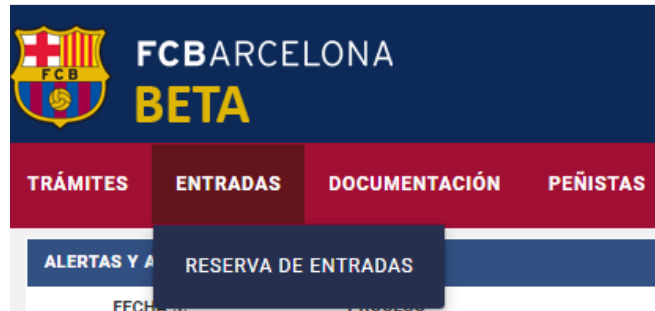 FCB
FCBARCELONA
BETA
TRÁMITES ENTRADAS DOCUMENTACIÓN PEÑISTAS
ALERTAS Y
RESERVA DE ENTRADAS